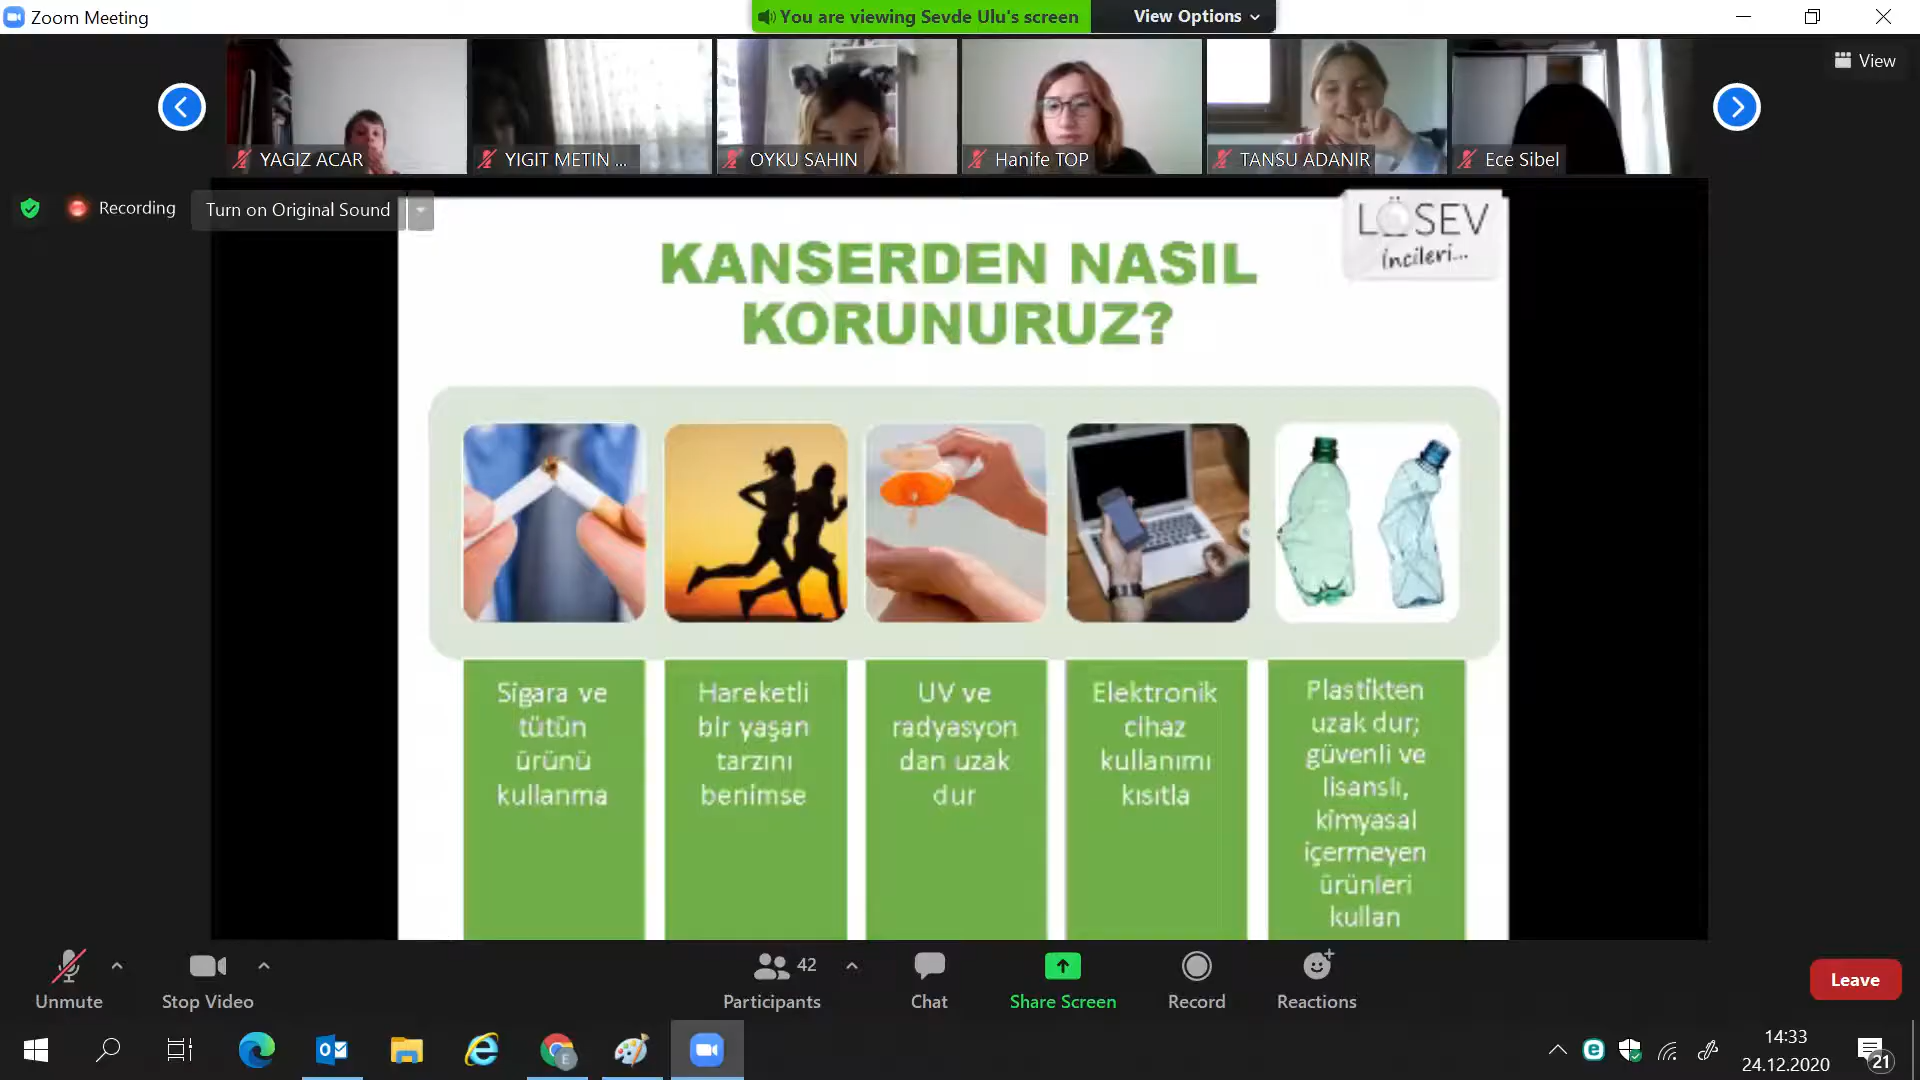 Zoom Meeting
You are viewing Sevde Ulu's screen
View Options
View
YAGIZ ACAR
YIGIT METIN ...
OYKU SAHIN
Hanife TOP
TANSU ADANIR
Ece Sibel
Recording
Turn on Original Sound
LÖSEV
incileri...
KANSERDEN NASIL
KORUNURUZ?
Sigara ve
tütün
ürünü
kullanma
Hareketli
bir yaşan
tarzını
benimse
UV ve
radyasyon
dan uzak
dur
Elektronik
cihaz
kullanımı
kısıtla
Plastikten
uzak dur;
güvenli ve
lisanslı,
kimyasal
içermeyen
ürünleri
kullan
Unmute
Stop Video
42
Participants
Chat
Share Screen
Record
Reactions
Leave
E
14:33
24.12.2020
21